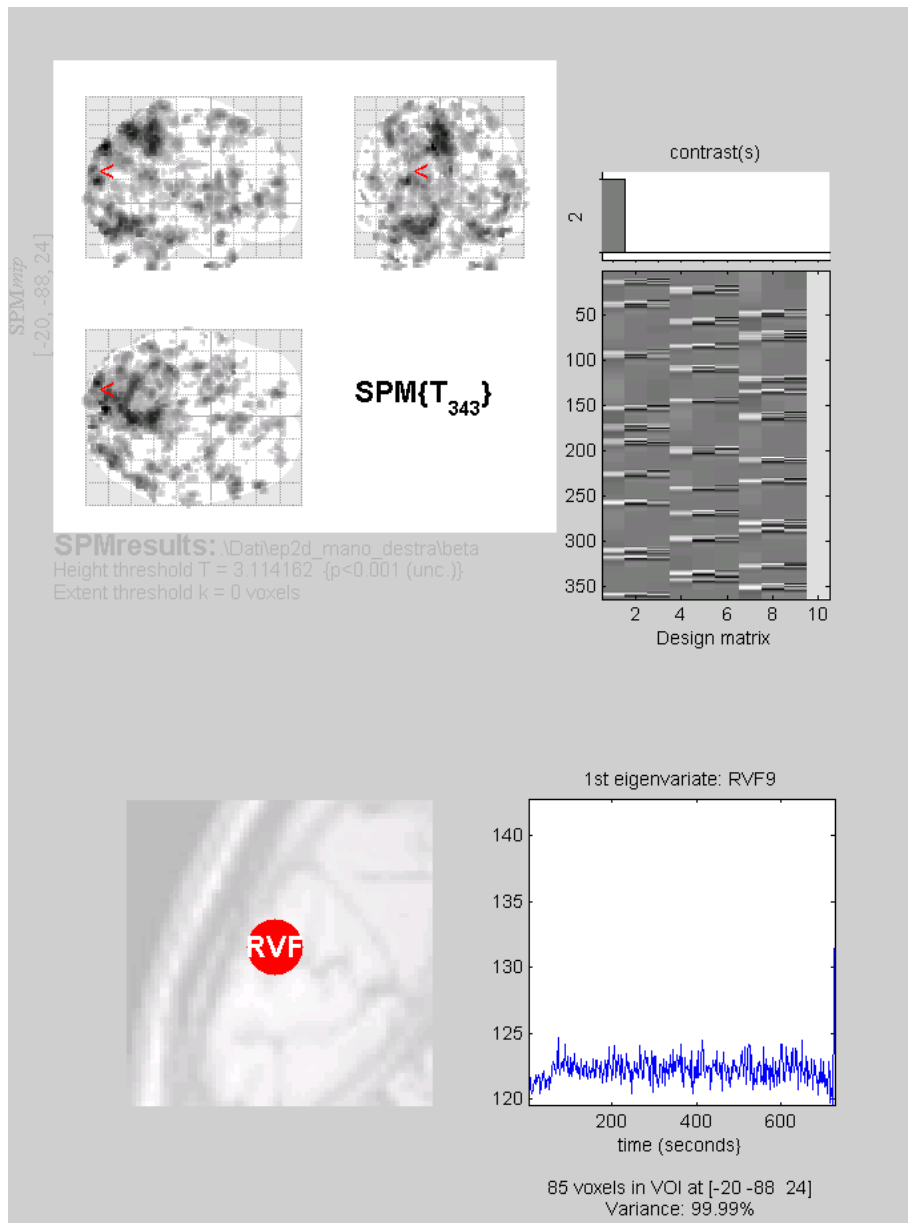 SPMmip
[-20, -88, 24]
<
<
<
SPM{T343}
SPMresults: .\Dati\ep2d_mano_destra\beta
Height threshold T = 3.114162 {p<0.001 (unc.)}
Extent threshold k = 0 voxels
contrast(s)
2
50
100
150
200
250
300
350
2 4 6 8 10
Design matrix
RVF
1st eigenvariate: RVF9
140
135
130
125
120
200 400 600
time (seconds}
85 voxels in VOI at [-20 -88 24]
Variance: 99.99%